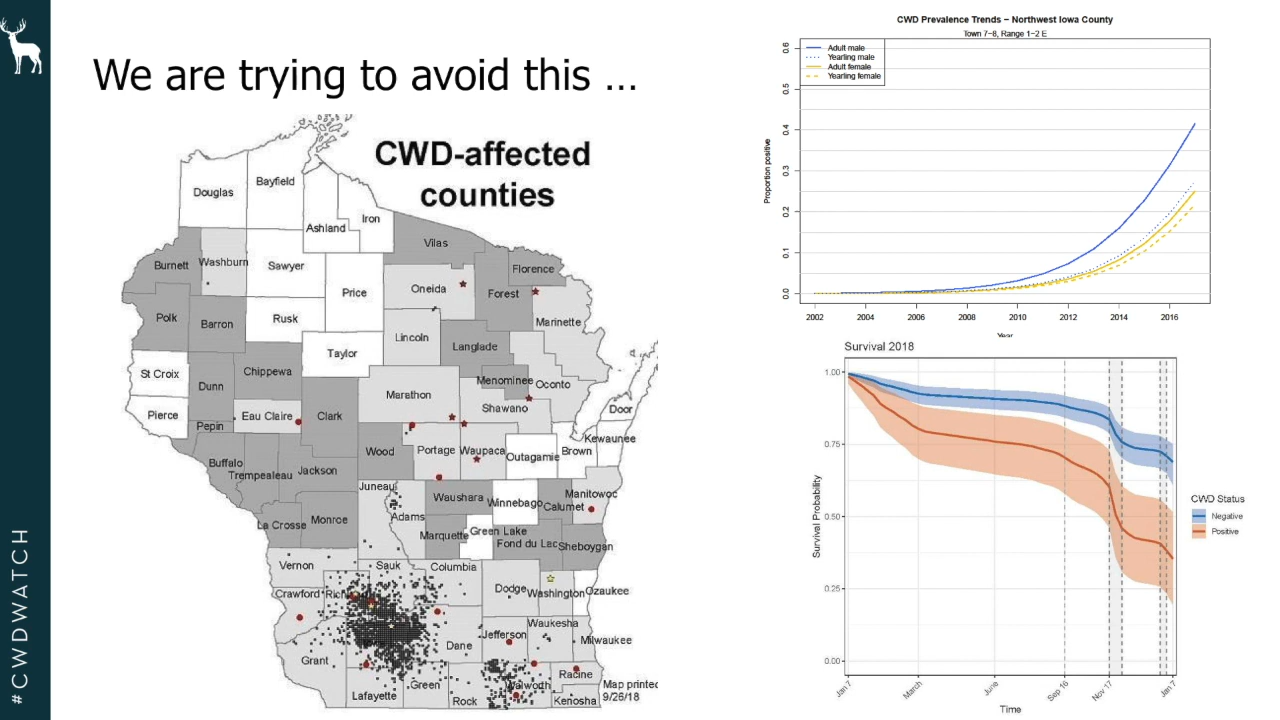 #CWDWATCH
We are trying to avoid this ...
CWD-affected
counties
Douglas
Bayfield
Ashland
Iron
Vilas
Burnett
Washburn
Sawyer
Florence
Price
Oneida
Forest
Polk
Barron
Rusk
Marinette
Lincoln
Langlade
Taylor
St Croix
Dunn
Chippewa
Menominee
Oconto
Marathon
Shawano
Door
Pierce
Pepin
Eau Claire
Clark
Kewaunee
Wood
Portage
Waupaca
Outagamie
Brown
Buffalo
Trempealeau
Jackson
Juneau
Waushara
Winnebago
Calumet
Manitowoc
La Crosse
Monroe
Adams
Marquette
Green Lake
Fond du Lac
Sheboygan
Vernon
Sauk
Columbia
Dodge
Washington
Ozaukee
Crawford
Dane
Jefferson
Waukesha
Milwaukee
Grant
Lafayette
Green
Rock
Walworth
Racine
Kenosha
Map printed
9/26/18
CWD Prevalence Trends − Northwest Iowa County
Town 7−8, Range 1−2 E
Adult male
Yearling male
Adult female
Yearling female
Proportion positive
0.6
0.5
0.4
0.3
0.2
0.1
0.0
2002 2004 2006 2008 2010 2012 2014 2016
Year
Survival 2018
Survival Probability
1.00
0.75
0.50
0.25
0.00
Jan 7 March June Sep 16 Nov 17 Jan 7
Time
CWD Status
Negative
Positive